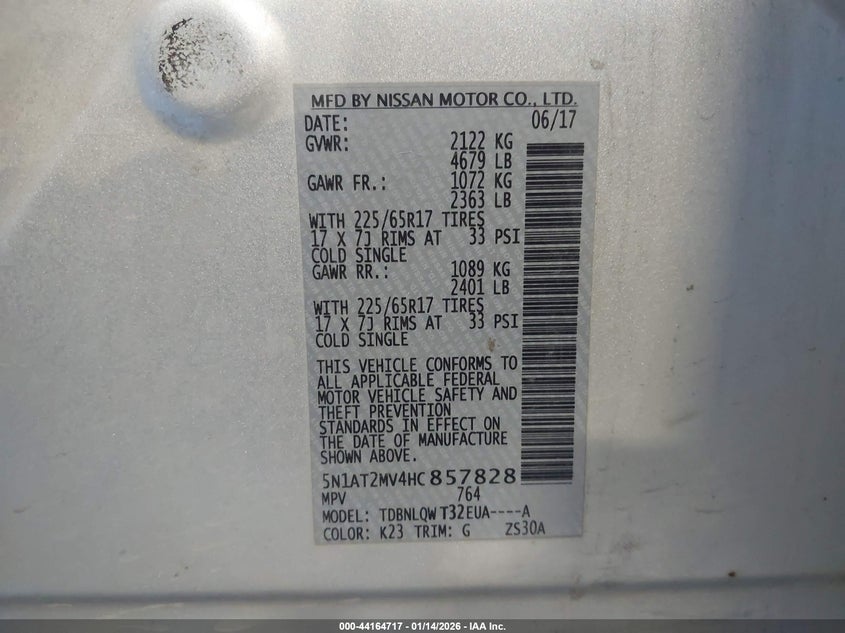 MFD BY NISSAN MOTOR CO., LTD.
DATE: 06/17
GVWR: 2122 KG
4679 LB
GAWR FR.: 1072 KG
2363 LB
WITH 225/65R17 TIRES
17 X 7J RIMS AT 33 PSI
COLD SINGLE
GAWR RR.: 1089 KG
2401 LB
WITH 225/65R17 TIRES
17 X 7J RIMS AT 33 PSI
COLD SINGLE
THIS VEHICLE CONFORMS TO
ALL APPLICABLE FEDERAL
MOTOR VEHICLE SAFETY AND
THEFT PREVENTION
STANDARDS IN EFFECT ON
THE DATE OF MANUFACTURE
SHOWN ABOVE.
5N1AT2MV4HC857828
MPV 764
MODEL: TDBNLQW T32EUA----A
COLOR: K23 TRIM: G ZS30A
000-44164717 - 01/14/2026 - IAA Inc.